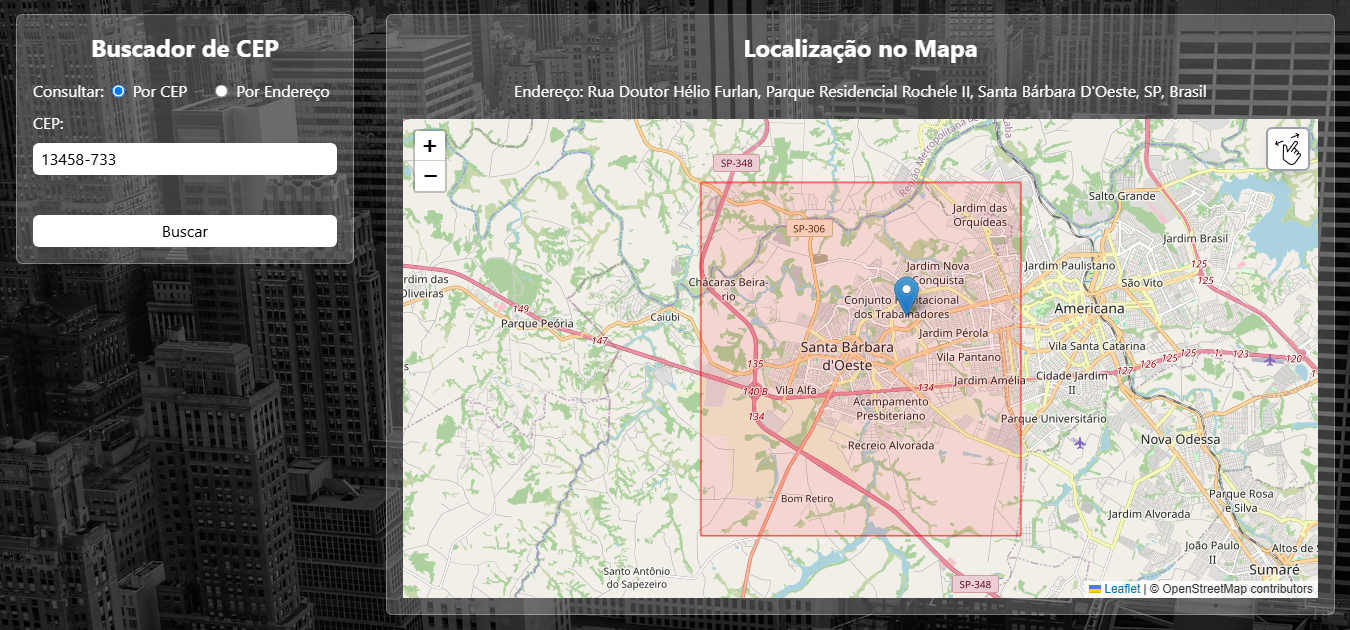 Buscador de CEP
Consultar: Por CEP Por Endereço
CEP:
13458-733
Buscar
Localização no Mapa
Endereço: Rua Doutor Hélio Furlan, Parque Residencial Rochele II, Santa Bárbara D'Oeste, SP, Brasil
+
−
SP-348
Região Metropolitana de
Salto Grande
Jardim das
Orquídeas
SP-306
Jardim Brasil
Jardim Nova
Conquista
Jardim Paulistano
125
125
São Vito
rdim das
Oliveiras
Chácaras Beira-
rio
Conjunto
dos Trabalhadores
149
Parque Peória
Caiubi
Americana
Jardim Pérola
147
Santa Bárbara
d'Oeste
Vila Santa Catarina
Vila Pantano
125
125
123
120
126
127
135
Cidade Jardim
II
Jardim Amélia
134
140 B
Vila Alfa
134
Acampamento
Presbiteriano
Parque Universitário
Recreio Alvorada
Nova Odessa
Bom Retiro
Parque Rosa
e Silva
Jardim Alvorada
João Paulo
II
Altos de S
Santo Antônio
do Sapezeiro
Sumaré
SP-348
Leaflet | © OpenStreetMap contributors